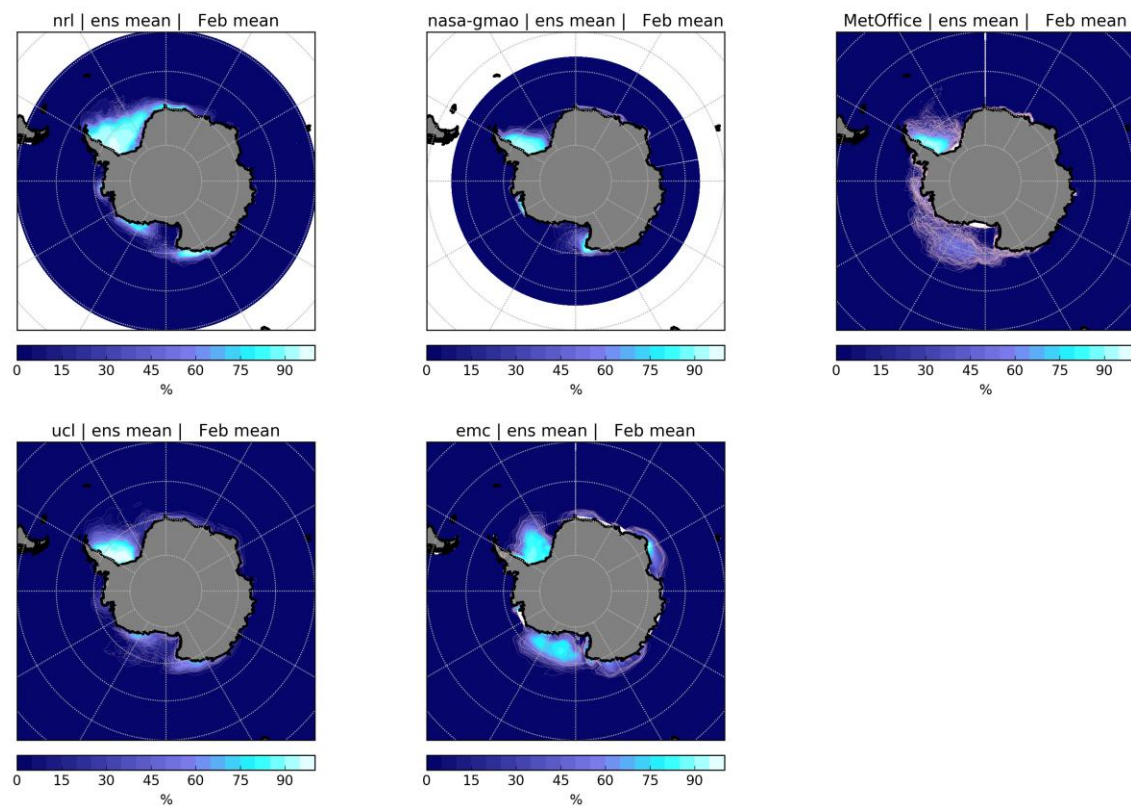 nrl | ens mean |    Feb mean
nasa-gmao | ens mean |    Feb mean
MetOffice | ens mean |    Feb mean
0 15 30 45 60 75 90
%
0 15 30 45 60 75 90
%
0 15 30 45 60 75 90
%
ucl | ens mean |    Feb mean
emc | ens mean |    Feb mean
0 15 30 45 60 75 90
%
0 15 30 45 60 75 90
%